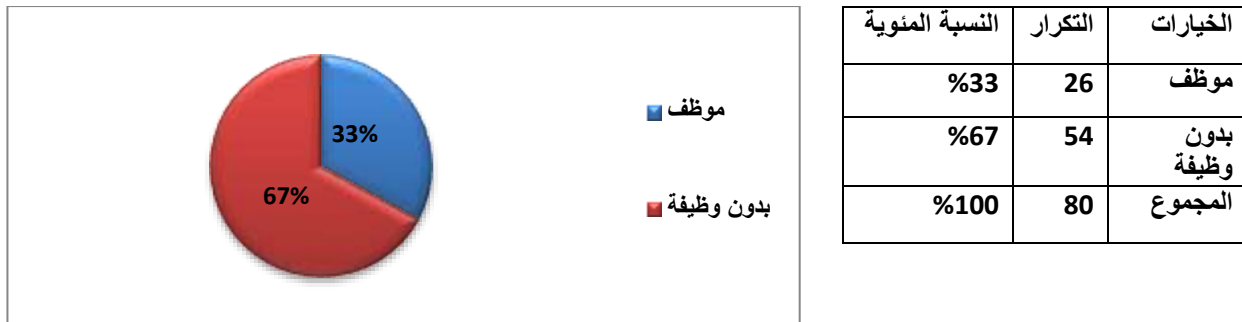 الخيارات التكرار النسبة المئوية
موظف 26 33%
بدون وظيفة 54 67%
المجموع 80 100%
33%
67%
موظف
بدون وظيفة